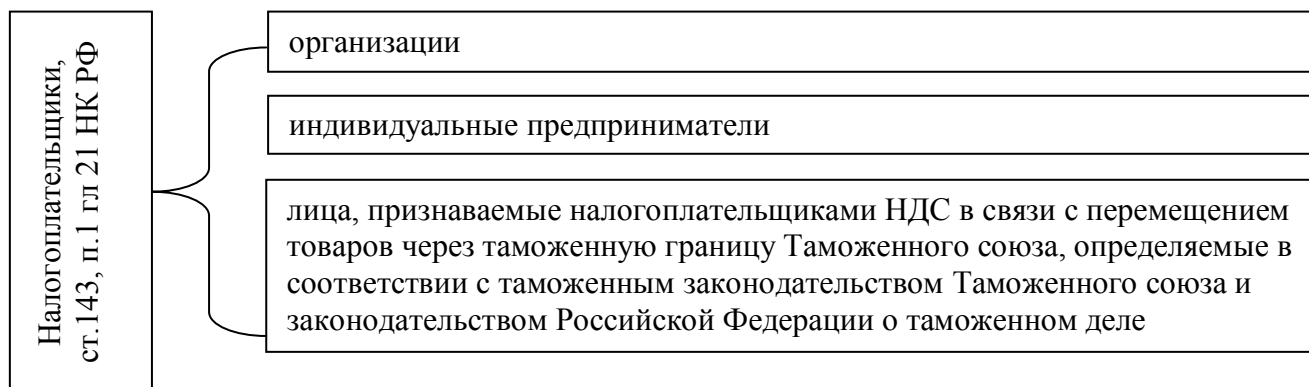 Налогоплательщики,
ст.143, п.1 гл 21 НК РФ
организации
индивидуальные предприниматели
лица, признаваемые налогоплательщиками НДС в связи с перемещением
товаров через таможенную границу Таможенного союза, определяемые в
соответствии с таможенным законодательством Таможенного союза и
законодательством Российской Федерации о таможенном деле